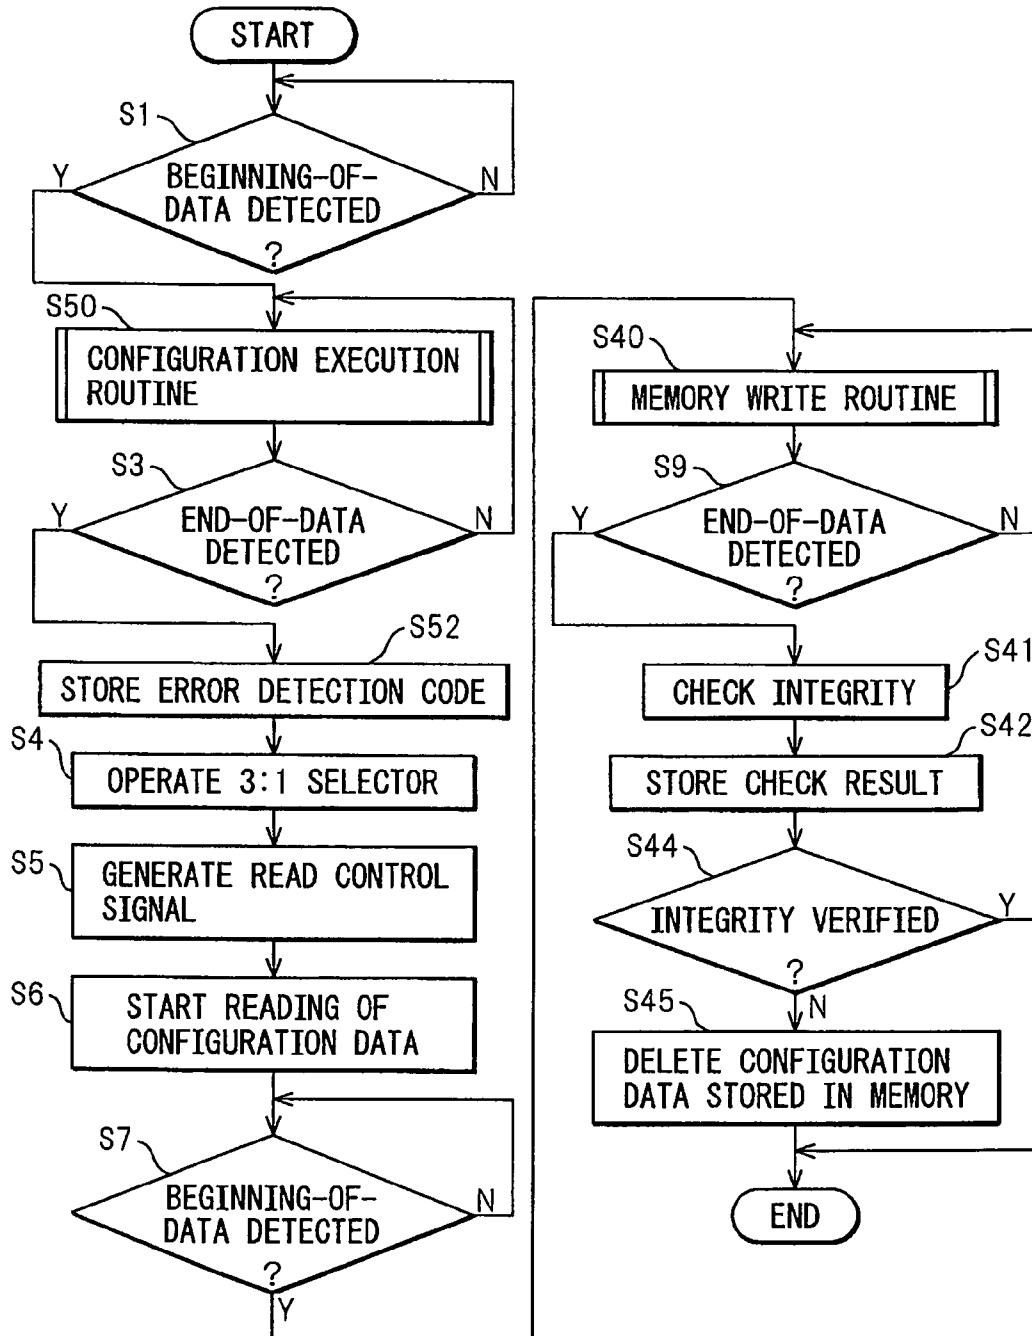 START
S1
BEGINNING-OF-
DATA DETECTED
?
Y
N
S50
CONFIGURATION EXECUTION
ROUTINE
S3
END-OF-DATA
DETECTED
?
Y
N
S52
STORE ERROR DETECTION CODE
S4
OPERATE 3:1 SELECTOR
S5
GENERATE READ CONTROL
SIGNAL
S6
START READING OF
CONFIGURATION DATA
S7
BEGINNING-OF-
DATA DETECTED
?
N
Y
S40
MEMORY WRITE ROUTINE
S9
END-OF-DATA
DETECTED
?
Y
N
S41
CHECK INTEGRITY
S42
STORE CHECK RESULT
S44
INTEGRITY VERIFIED
?
Y
N
S45
DELETE CONFIGURATION
DATA STORED IN MEMORY
END